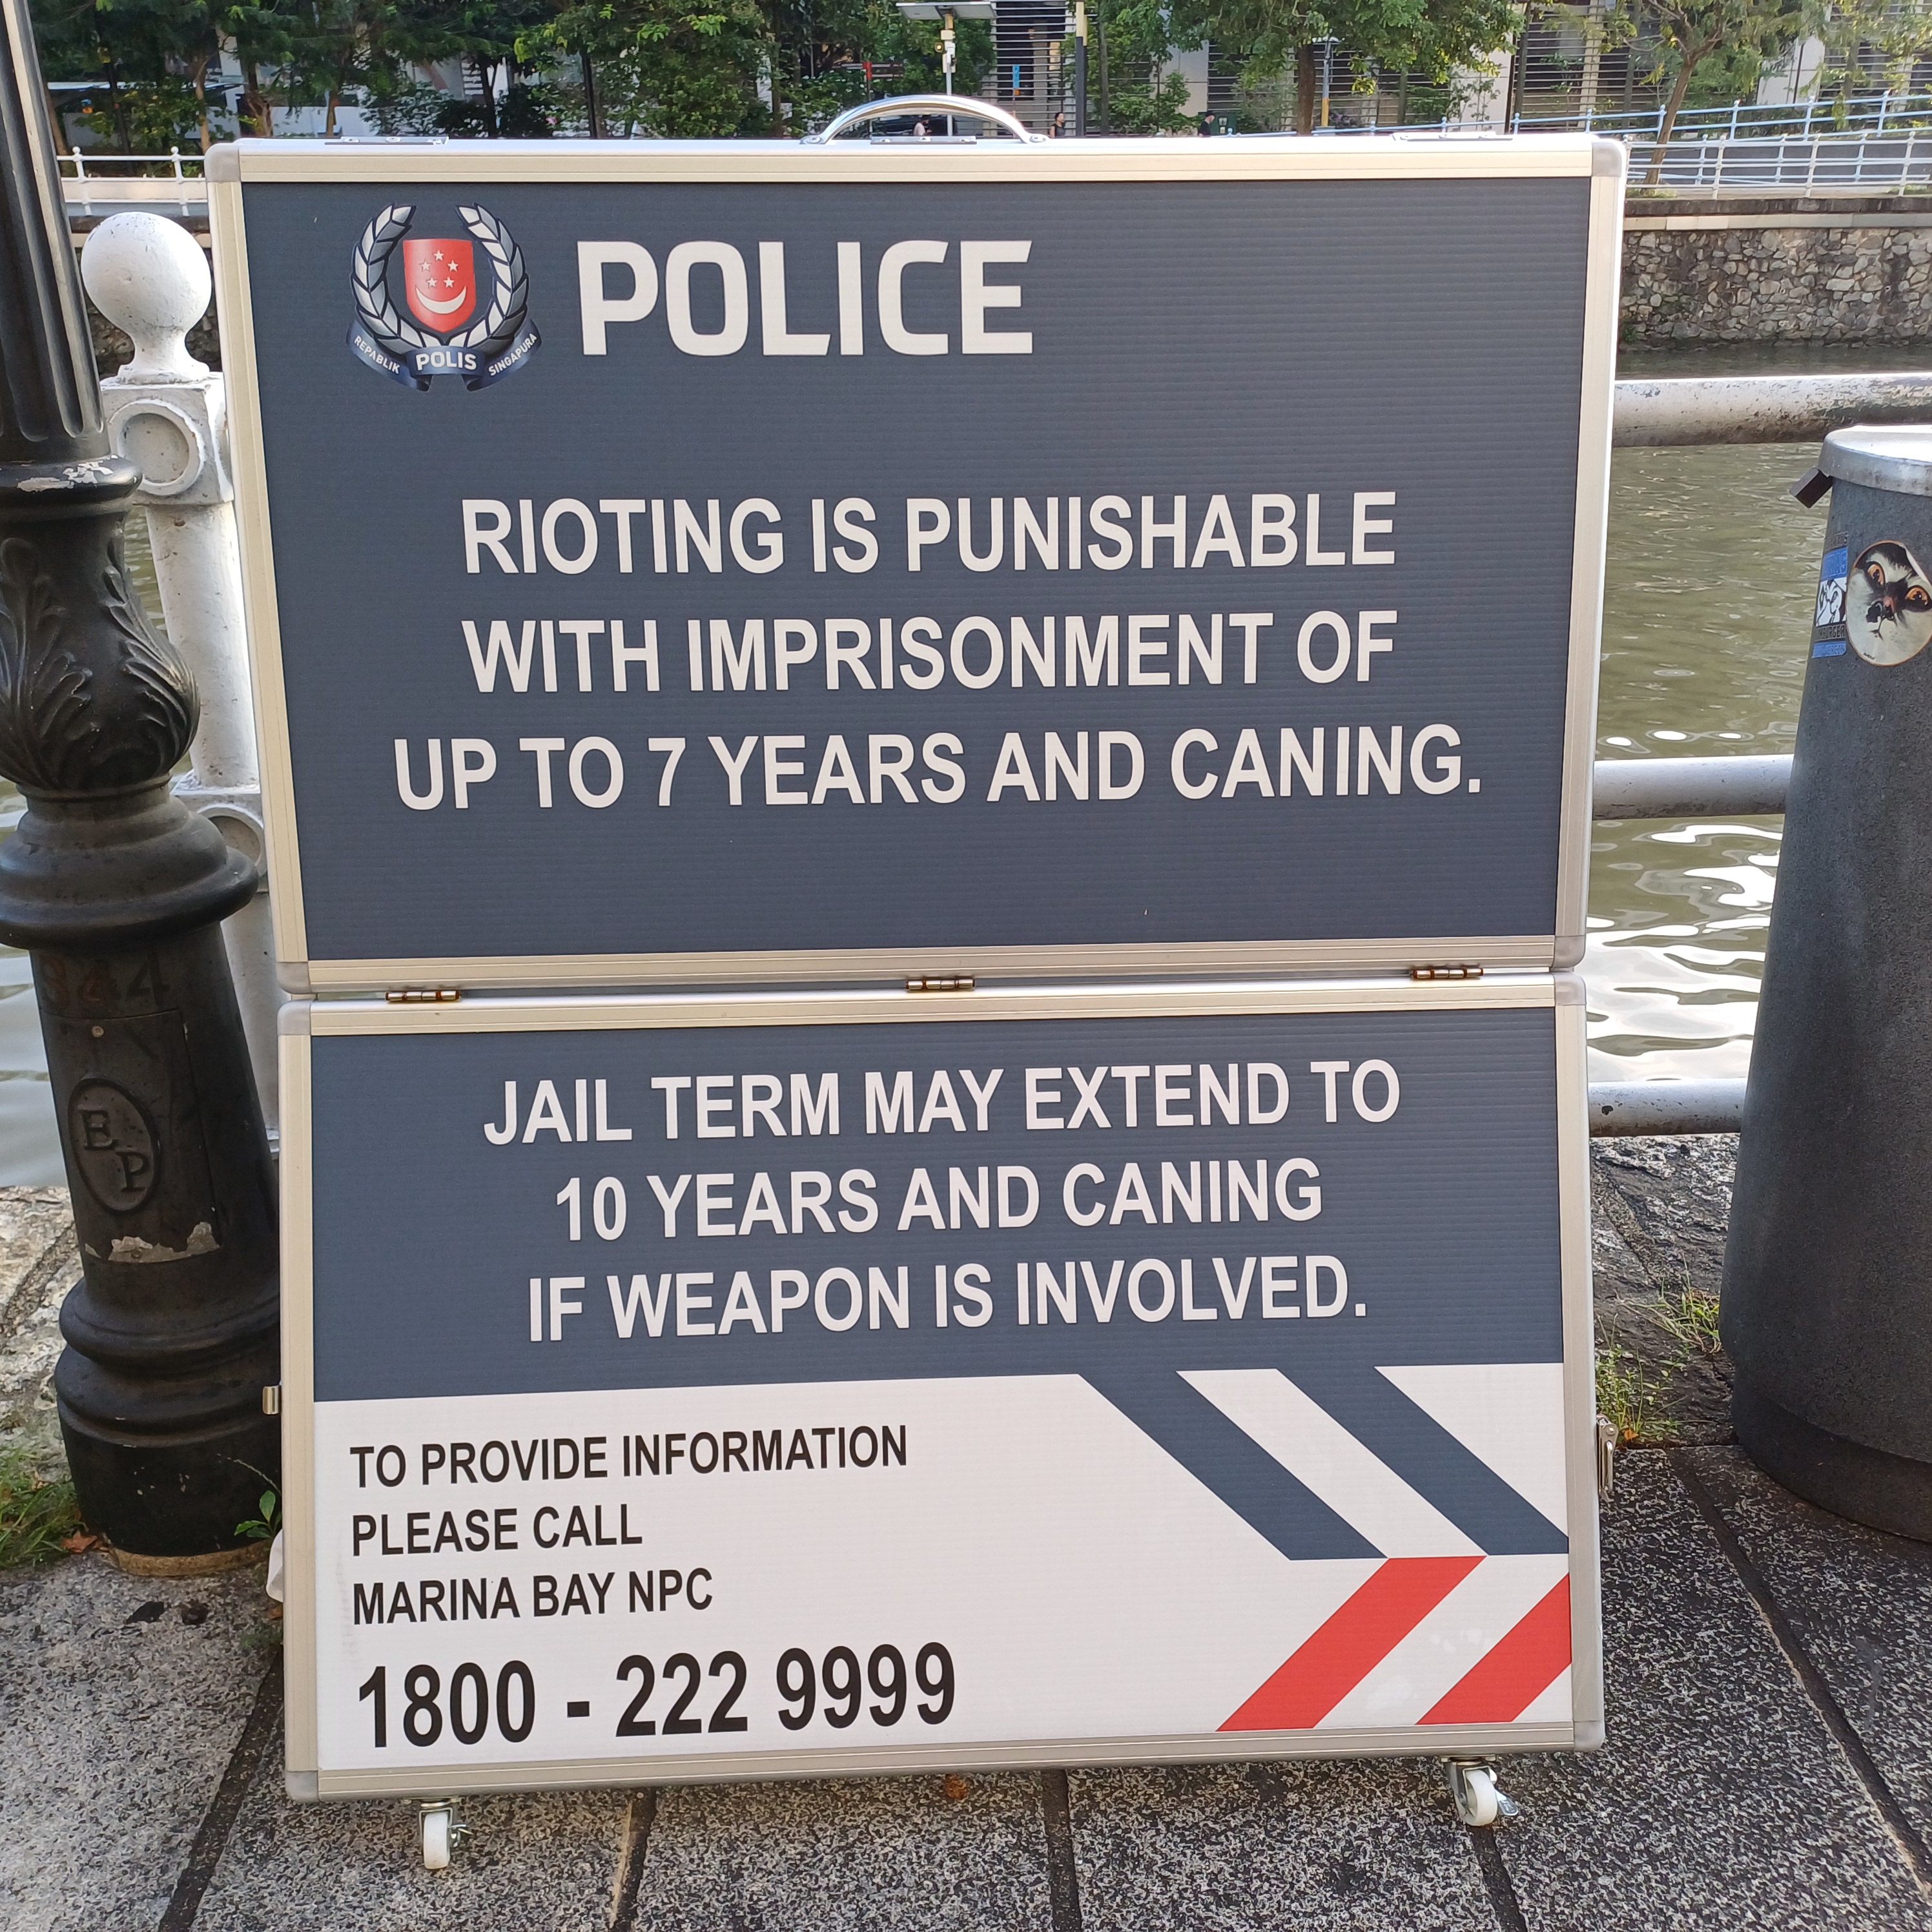 REPABLIK POLIS SINGAPURA
POLICE
RIOTING IS PUNISHABLE
WITH IMPRISONMENT OF
UP TO 7 YEARS AND CANING.
JAIL TERM MAY EXTEND TO
10 YEARS AND CANING
IF WEAPON IS INVOLVED.
TO PROVIDE INFORMATION
PLEASE CALL
MARINA BAY NPC
1800 - 222 9999
344
EP